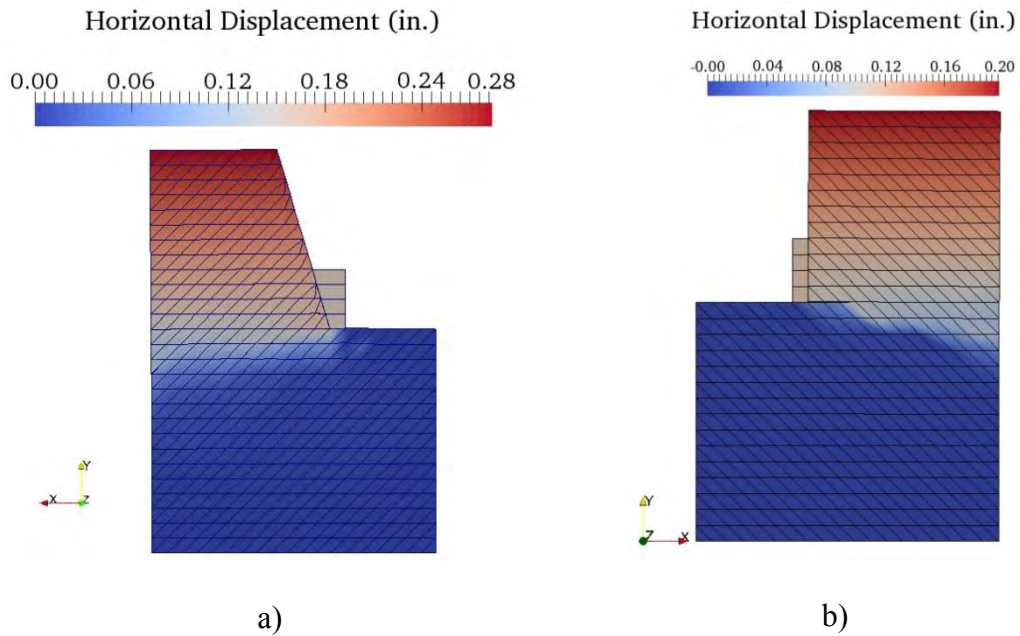 Horizontal Displacement (in.)
0.00 0.06 0.12 0.18 0.24 0.28
Y
X Z
a)
Horizontal Displacement (in.)
-0.00 0.04 0.08 0.12 0.16 0.20
Y
Z X
b)